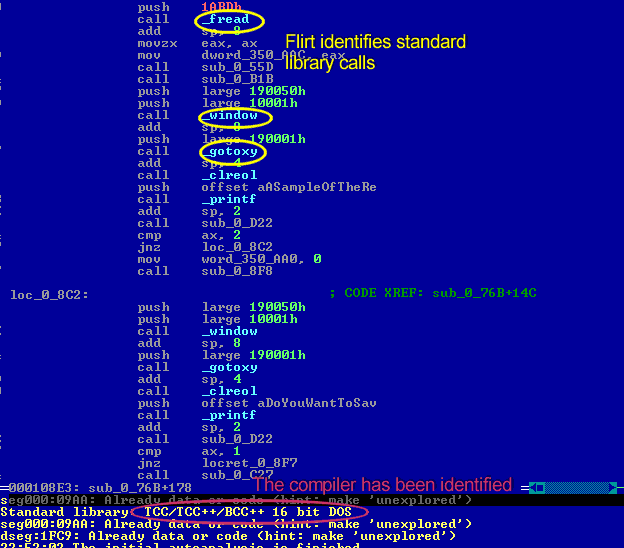 push 1ABDh
call _fread
add sp, 8
movzx eax, ax
mov dword_350_AAC, eax
call sub_0_55D
call sub_0_B1B
push large 190050h
push large 10001h
call _window
add sp, 8
push large 190001h
call _gotoxy
add sp, 4
call _clreol
push offset aASampleOfTheRe
call _printf
add sp, 2
call sub_0_D22
cmp ax, 2
jnz loc_0_8C2
mov word_350_AA0, 0
call sub_0_8F8
Flirt identifies standard
library calls
loc_0_8C2: ; CODE XREF: sub_0_76B+14C
push large 190050h
push large 10001h
call _window
add sp, 8
push large 190001h
call _gotoxy
add sp, 4
call _clreol
push offset aDoYouWantToSav
call _printf
add sp, 2
call sub_0_D22
cmp ax, 1
jnz locret_0_8F7
call sub_0_C27
The compiler has been identified
000108E3: sub_0_76B+178
seg000:09AA: Already data or code (hint: make 'unexplored')
Standard library: TCC/TCC++/BCC++ 16 bit DOS
seg000:09AA: Already data or code (hint: make 'unexplored')
dseg:1FC9: Already data or code (hint: make 'unexplored')
22:52:02 The initial autoanalysis is finished